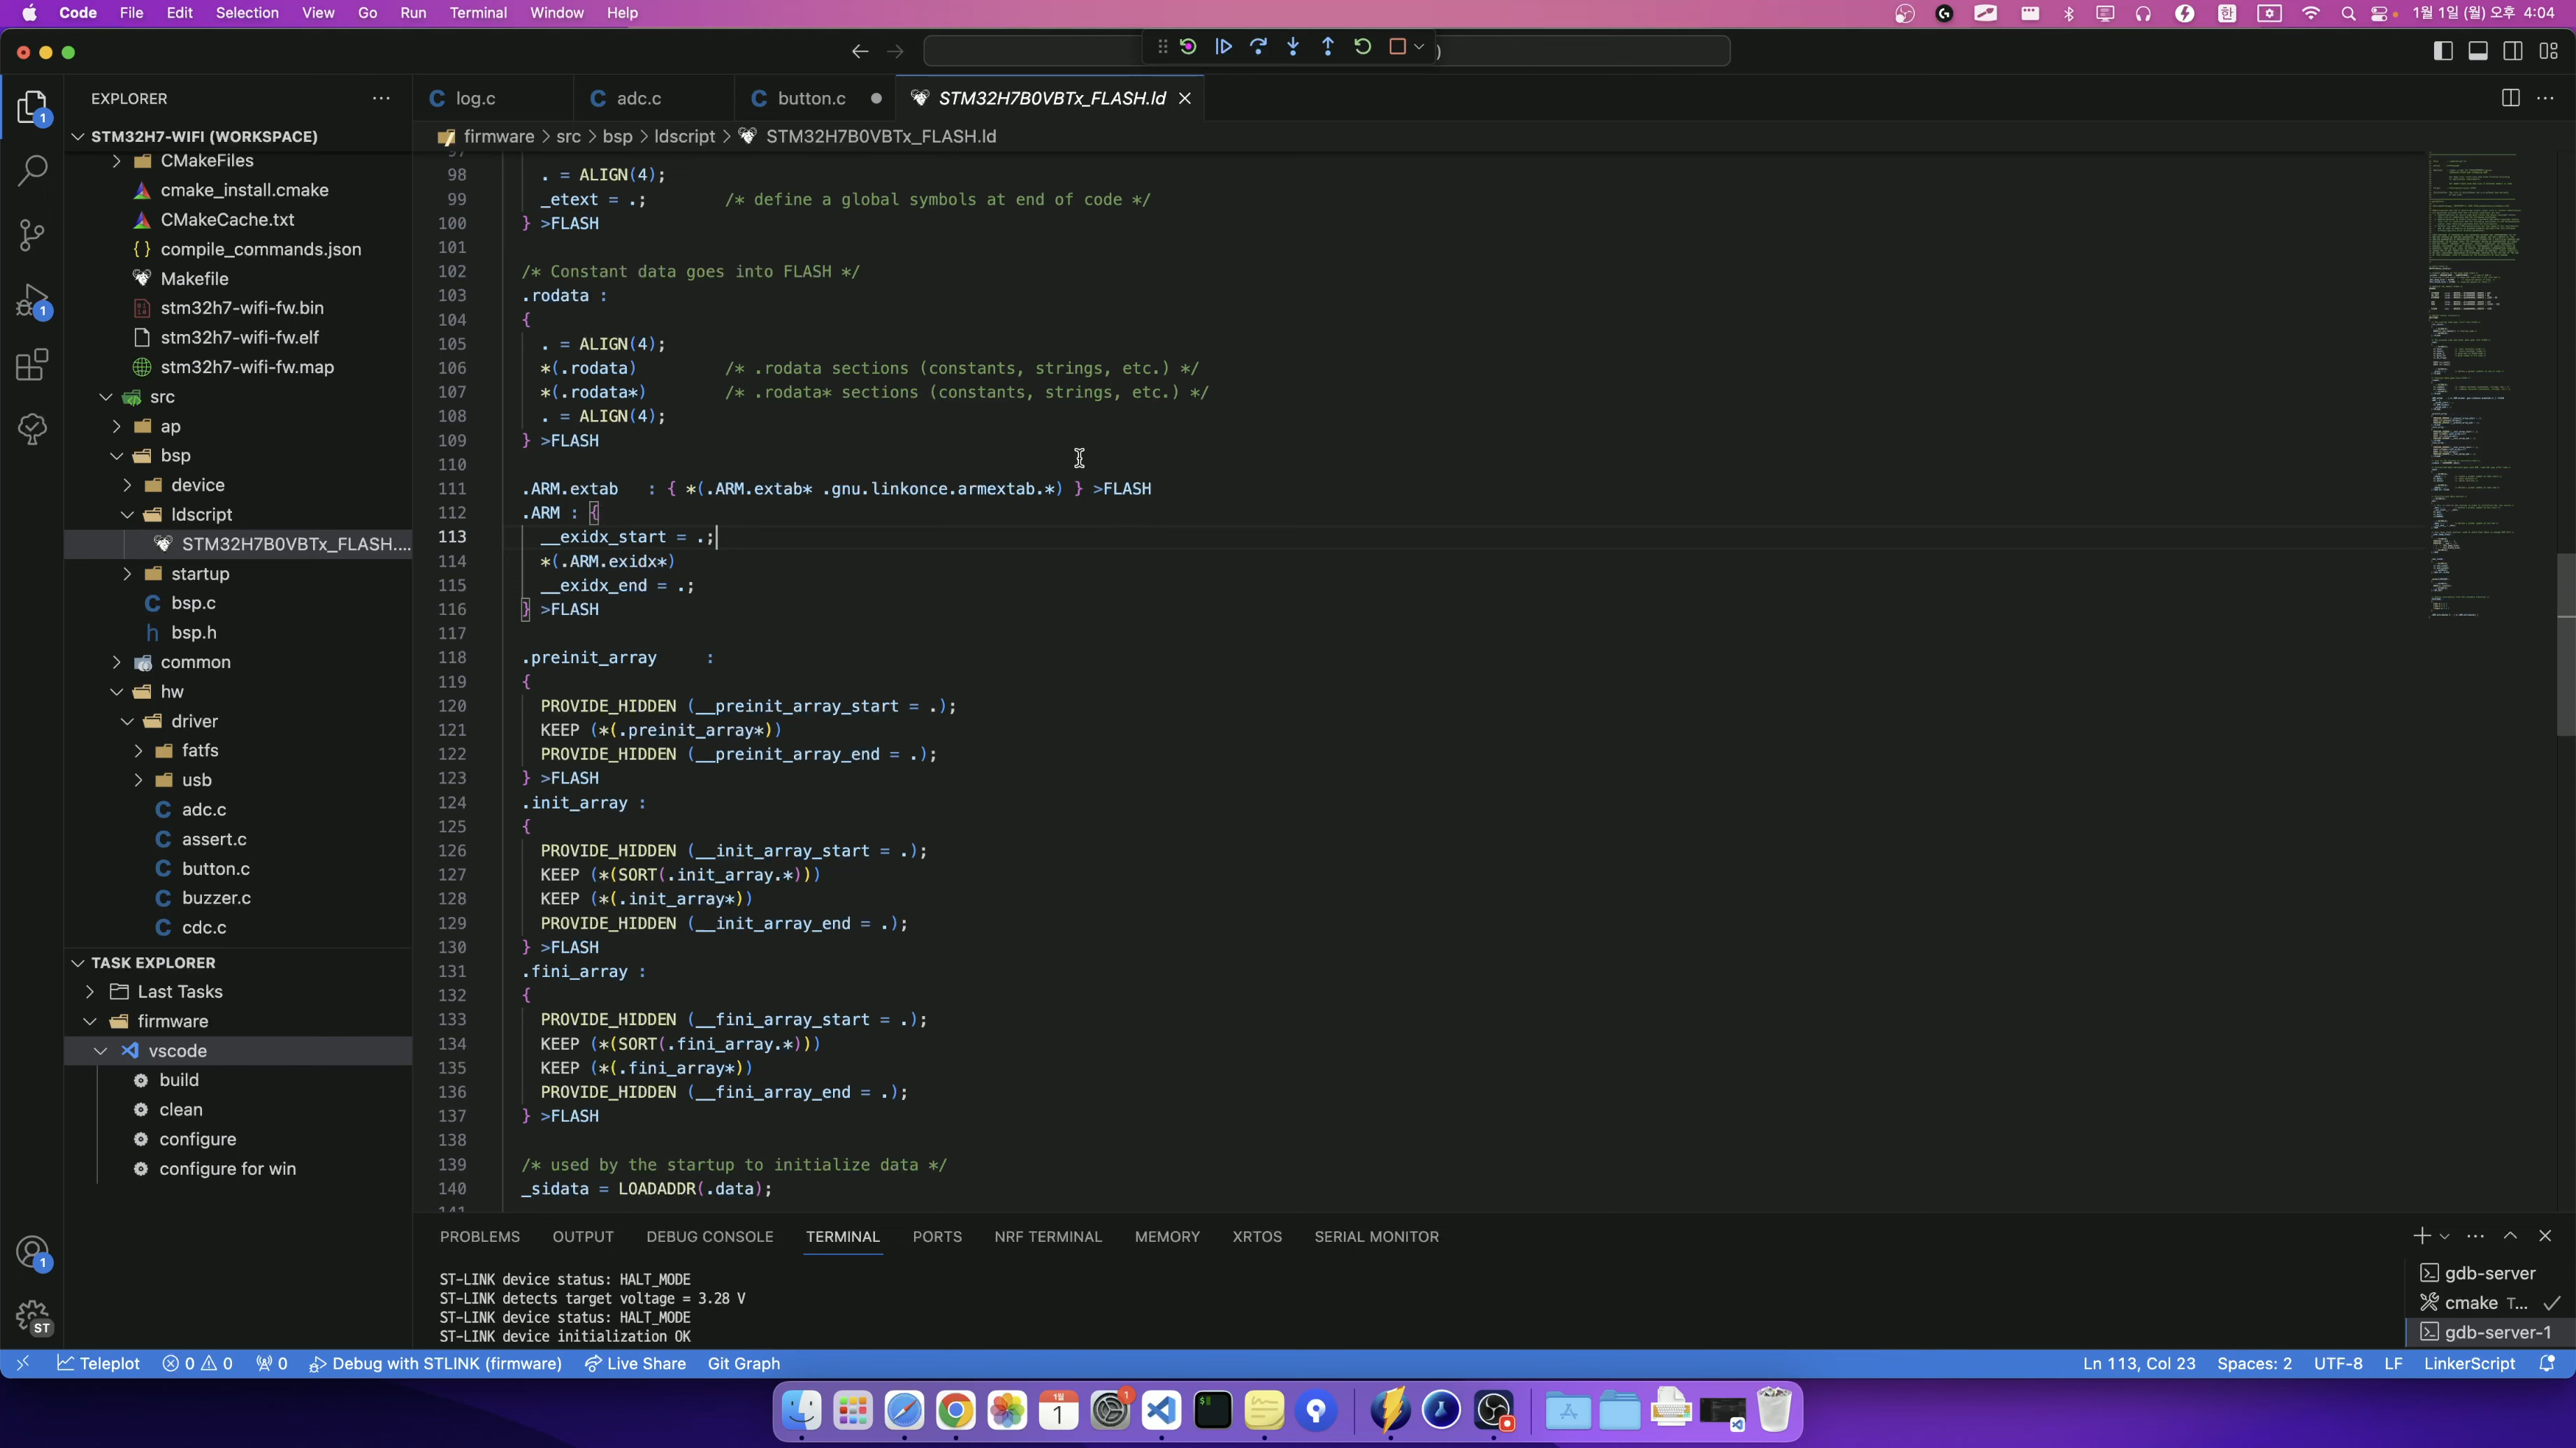 Code File Edit Selection View Go Run Terminal Window Help
1월 1일 (월) 오후 4:04
EXPLORER
log.c
adc.c
button.c
STM32H7B0VBTx_FLASH.ld
firmware > src > bsp > ldscript > STM32H7B0VBTx_FLASH.ld
STM32H7-WIFI (WORKSPACE)
CMakeFiles
cmake_install.cmake
CMakeCache.txt
compile_commands.json
Makefile
stm32h7-wifi-fw.bin
stm32h7-wifi-fw.elf
stm32h7-wifi-fw.map
src
ap
bsp
device
ldscript
STM32H7B0VBTx_FLASH....
startup
bsp.c
bsp.h
common
hw
driver
fatfs
usb
adc.c
assert.c
button.c
buzzer.c
cdc.c
TASK EXPLORER
Last Tasks
firmware
vscode
build
clean
configure
configure for win
98 . = ALIGN(4);
99 _etext = .; /* define a global symbols at end of code */
100 } >FLASH
101
102 /* Constant data goes into FLASH */
103 .rodata :
104 {
105 . = ALIGN(4);
106 *(.rodata) /* .rodata sections (constants, strings, etc.) */
107 *(.rodata*) /* .rodata* sections (constants, strings, etc.) */
108 . = ALIGN(4);
109 } >FLASH
110
111 .ARM.extab : { *(.ARM.extab* .gnu.linkonce.armextab.*) } >FLASH
112 .ARM : {
113 __exidx_start = .;
114 *(.ARM.exidx*)
115 __exidx_end = .;
116 } >FLASH
117
118 .preinit_array :
119 {
120 PROVIDE_HIDDEN (__preinit_array_start = .);
121 KEEP (*(.preinit_array*))
122 PROVIDE_HIDDEN (__preinit_array_end = .);
123 } >FLASH
124 .init_array :
125 {
126 PROVIDE_HIDDEN (__init_array_start = .);
127 KEEP (*(SORT(.init_array.*)))
128 KEEP (*(.init_array*))
129 PROVIDE_HIDDEN (__init_array_end = .);
130 } >FLASH
131 .fini_array :
132 {
133 PROVIDE_HIDDEN (__fini_array_start = .);
134 KEEP (*(SORT(.fini_array.*)))
135 KEEP (*(.fini_array*))
136 PROVIDE_HIDDEN (__fini_array_end = .);
137 } >FLASH
138
139 /* used by the startup to initialize data */
140 _sidata = LOADADDR(.data);
141
PROBLEMS OUTPUT DEBUG CONSOLE TERMINAL PORTS NRF TERMINAL MEMORY XRTOS SERIAL MONITOR
ST-LINK device status: HALT_MODE
ST-LINK detects target voltage = 3.28 V
ST-LINK device status: HALT_MODE
ST-LINK device initialization OK
gdb-server
cmake T...
gdb-server-1
Teleplot 0 0 0 Debug with STLINK (firmware) Live Share Git Graph
Ln 113, Col 23 Spaces: 2 UTF-8 LF LinkerScript